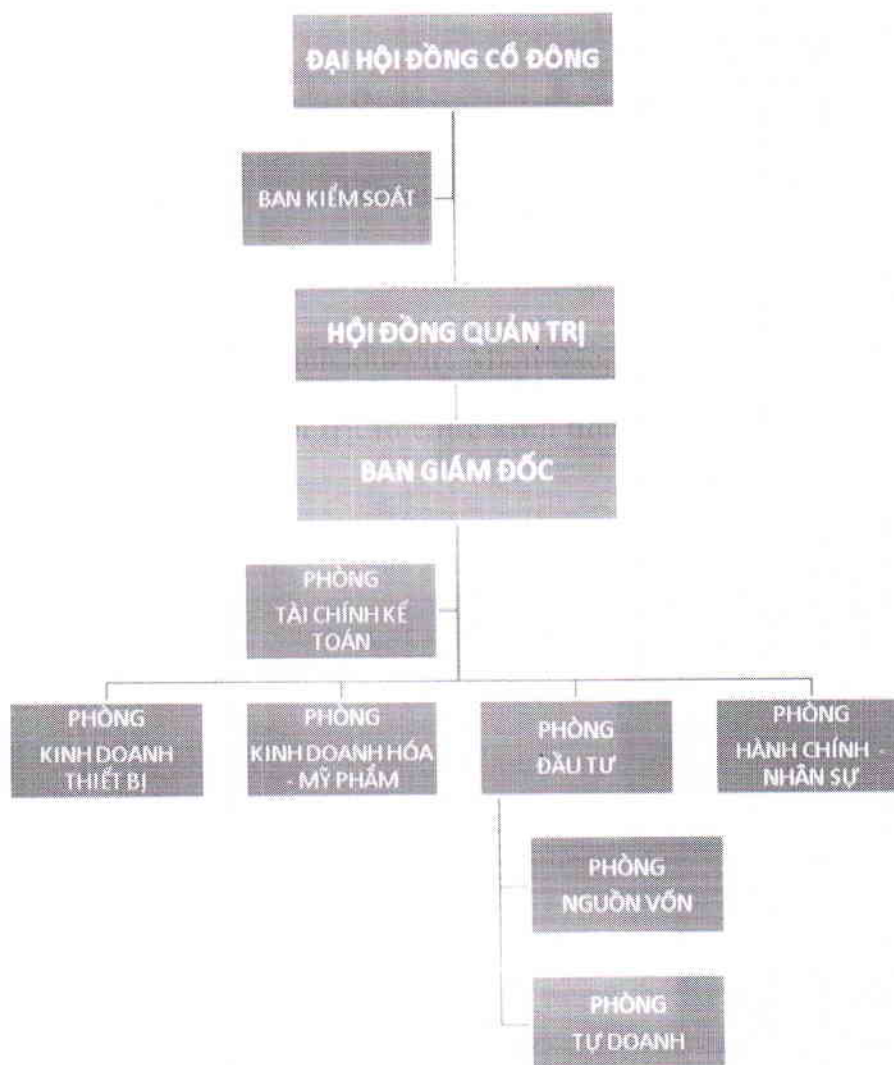 ĐẠI HỘI ĐỒNG CỔ ĐÔNG
BAN KIỂM SOÁT
HỘI ĐỒNG QUẢN TRỊ
BAN GIÁM ĐỐC
PHÒNG
TÀI CHÍNH KẾ
TOÁN
PHÒNG
KINH DOANH
THIẾT BỊ
PHÒNG
KINH DOANH HÓA
- MỸ PHẨM
PHÒNG
ĐẦU TƯ
PHÒNG
HÀNH CHÍNH -
NHÂN SỰ
PHÒNG
NGUỒN VỐN
PHÒNG
TỰ DOANH